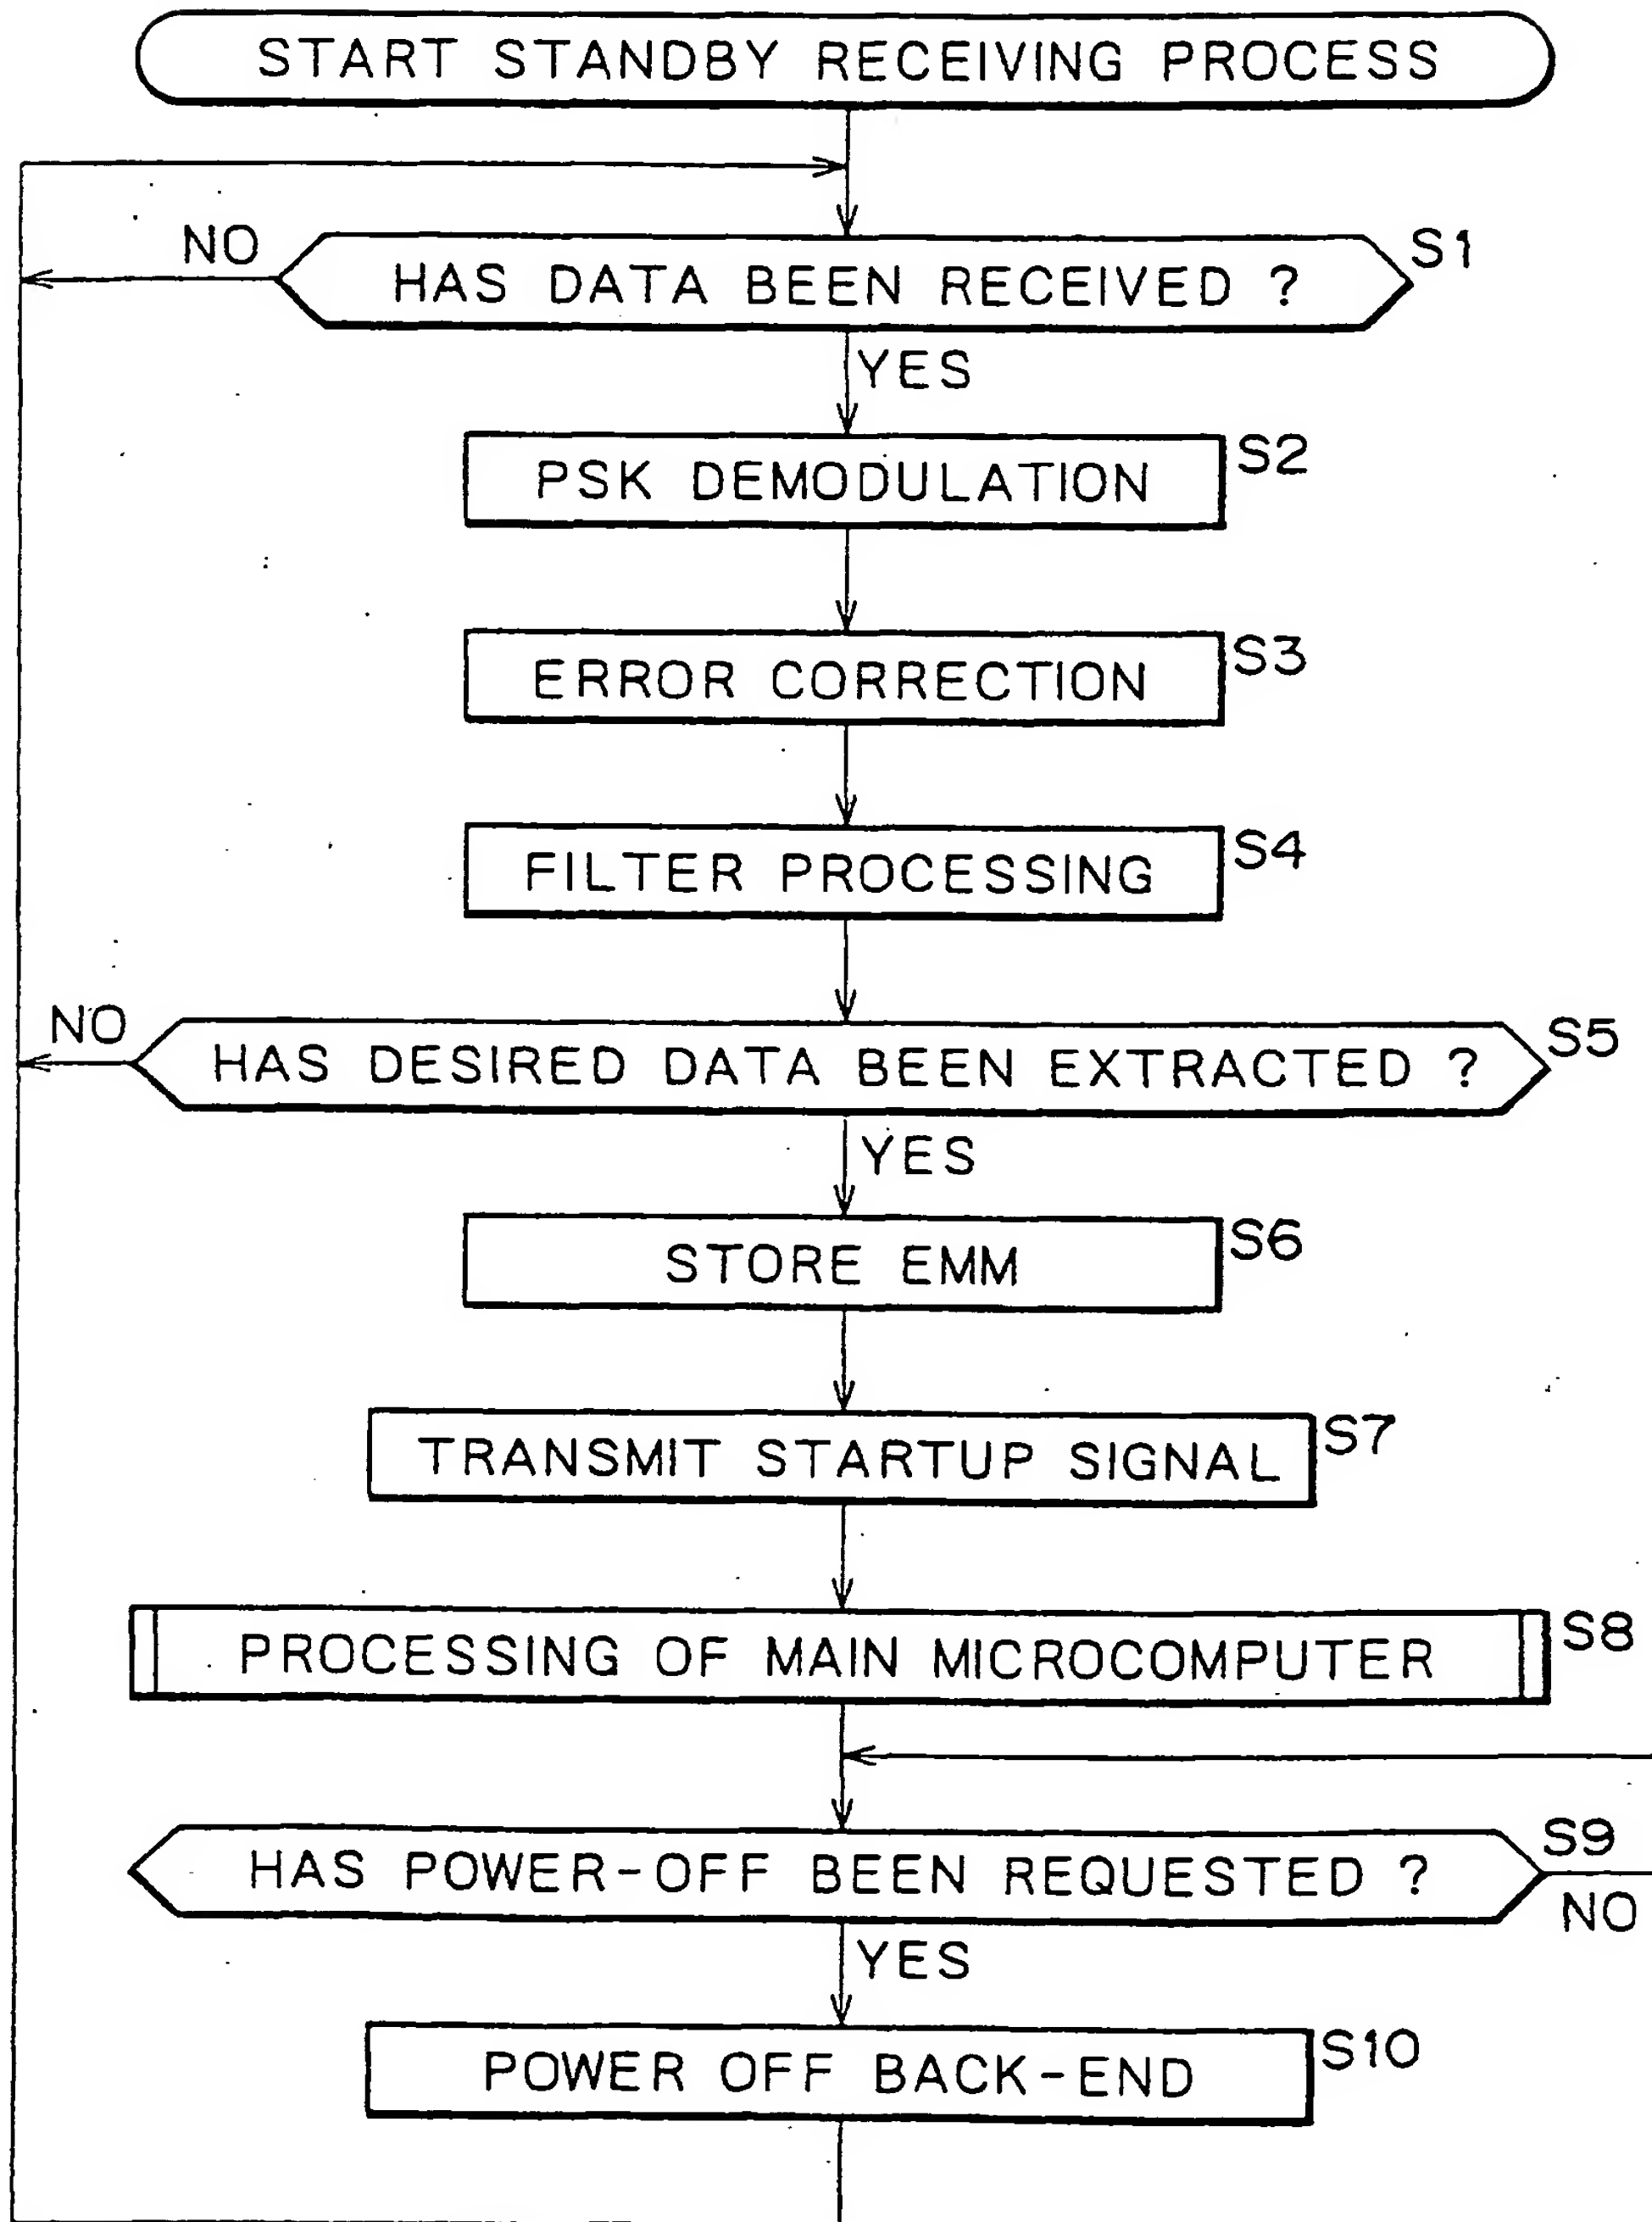 START STANDBY RECEIVING PROCESS
NO
HAS DATA BEEN RECEIVED ?
S1
YES
PSK DEMODULATION
S2
ERROR CORRECTION
S3
FILTER PROCESSING
S4
NO
HAS DESIRED DATA BEEN EXTRACTED ?
S5
YES
STORE EMM
S6
TRANSMIT STARTUP SIGNAL
S7
PROCESSING OF MAIN MICROCOMPUTER
S8
HAS POWER-OFF BEEN REQUESTED ?
S9
NO
YES
POWER OFF BACK-END
S10